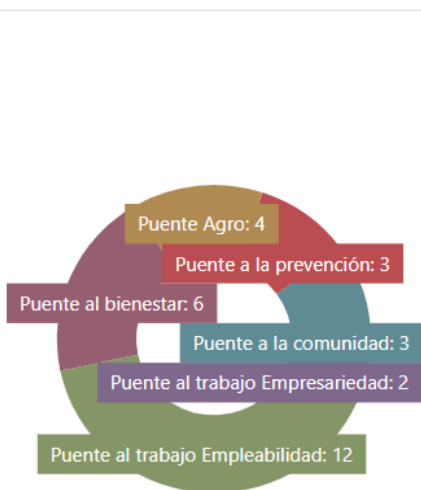 Puente Agro: 4
Puente a la prevención: 3
Puente al bienestar: 6
Puente a la comunidad: 3
Puente al trabajo Empresariedad: 2
Puente al trabajo Empleabilidad: 12